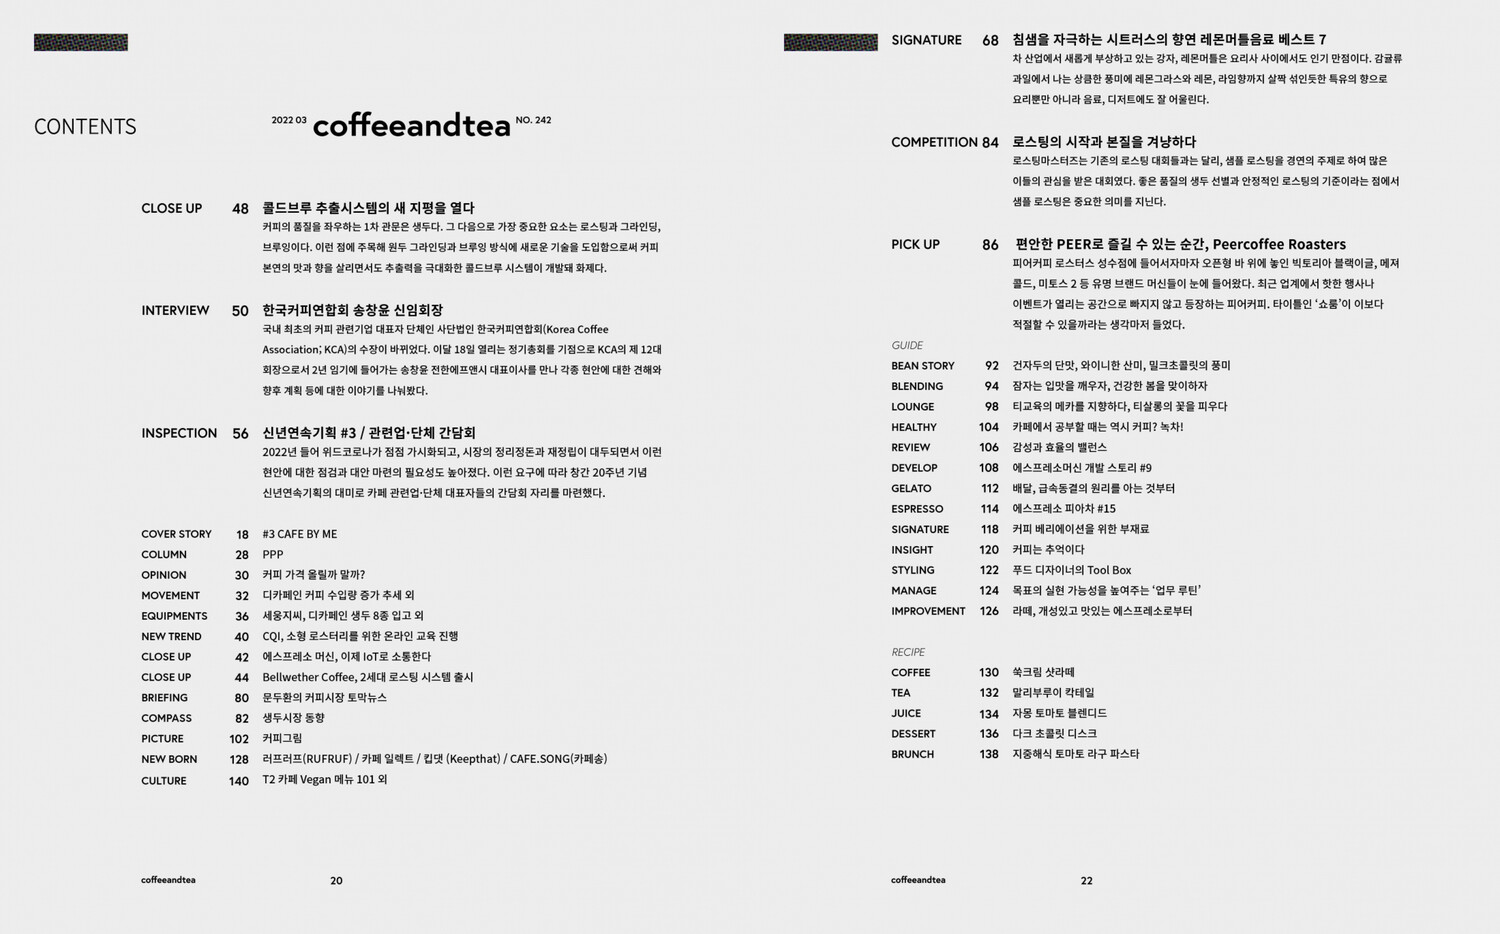 CONTENTS
2022 03 coffeeandtea NO. 242
CLOSE UP 48 콜드브루 추출시스템의 새 지평을 열다
커피의 품질을 좌우하는 1차 관문은 생두다. 그 다음으로 가장 중요한 요소는 로스팅과 그라인딩,
브루잉이다. 이런 점에 주목해 원두 그라인딩과 브루잉 방식에 새로운 기술을 도입함으로써 커피
본연의 맛과 향을 살리면서도 추출력을 극대화한 콜드브루 시스템이 개발돼 화제다.
INTERVIEW 50 한국커피연합회 송창윤 신임회장
국내 최초의 커피 관련기업 대표자 단체인 사단법인 한국커피연합회(Korea Coffee
Association; KCA)의 수장이 바뀌었다. 이달 18일 열리는 정기총회를 기점으로 KCA의 제 12대
회장으로서 2년 임기에 들어가는 송창윤 전한에프앤시 대표이사를 만나 각종 현안에 대한 견해와
향후 계획 등에 대한 이야기를 나눠봤다.
INSPECTION 56 신년연속기획 #3 / 관련업·단체 간담회
2022년 들어 위드코로나가 점점 가시화되고, 시장의 정리정돈과 재정립이 대두되면서 이런
현안에 대한 점검과 대안 마련의 필요성도 높아졌다. 이런 요구에 따라 창간 20주년 기념
신년연속기획의 대미로 카페 관련업·단체 대표자들의 간담회 자리를 마련했다.
COVER STORY 18 #3 CAFE BY ME
COLUMN 28 PPP
OPINION 30 커피 가격 올릴까 말까?
MOVEMENT 32 디카페인 커피 수입량 증가 추세 외
EQUIPMENTS 36 세웅지씨, 디카페인 생두 8종 입고 외
NEW TREND 40 CQI, 소형 로스터리를 위한 온라인 교육 진행
CLOSE UP 42 에스프레소 머신, 이제 IoT로 소통한다
CLOSE UP 44 Bellwether Coffee, 2세대 로스팅 시스템 출시
BRIEFING 80 문두환의 커피시장 토막뉴스
COMPASS 82 생두시장 동향
PICTURE 102 커피그림
NEW BORN 128 러프러프(RUFRUF) / 카페 일렉트 / 킵댓 (Keepthat) / CAFE.SONG(카페송)
CULTURE 140 T2 카페 Vegan 메뉴 101 외
coffeeandtea 20
SIGNATURE 68 침샘을 자극하는 시트러스의 향연 레몬머틀음료 베스트 7
차 산업에서 새롭게 부상하고 있는 강자, 레몬머틀은 요리사 사이에서도 인기 만점이다. 감귤류
과일에서 나는 상큼한 풍미에 레몬그라스와 레몬, 라임향까지 살짝 섞인듯한 특유의 향으로
요리뿐만 아니라 음료, 디저트에도 잘 어울린다.
COMPETITION 84 로스팅의 시작과 본질을 겨냥하다
로스팅마스터즈는 기존의 로스팅 대회들과는 달리, 샘플 로스팅을 경연의 주제로 하여 많은
이들의 관심을 받은 대회였다. 좋은 품질의 생두 선별과 안정적인 로스팅의 기준이라는 점에서
샘플 로스팅은 중요한 의미를 지닌다.
PICK UP 86 편안한 PEER로 즐길 수 있는 순간, Peercoffee Roasters
피어커피 로스터스 성수점에 들어서자마자 오픈형 바 위에 놓인 빅토리아 블랙이글, 메져
콜드, 미토스 2 등 유명 브랜드 머신들이 눈에 들어왔다. 최근 업계에서 핫한 행사나
이벤트가 열리는 공간으로 빠지지 않고 등장하는 피어커피. 타이틀인 ‘쇼룸’이 이보다
적절할 수 있을까라는 생각마저 들었다.
GUIDE
BEAN STORY 92 건자두의 단맛, 와이니한 산미, 밀크초콜릿의 풍미
BLENDING 94 잠자는 입맛을 깨우자, 건강한 봄을 맞이하자
LOUNGE 98 티교육의 메카를 지향하다, 티살롱의 꽃을 피우다
HEALTHY 104 카페에서 공부할 때는 역시 커피? 녹차!
REVIEW 106 감성과 효율의 밸런스
DEVELOP 108 에스프레소머신 개발 스토리 #9
GELATO 112 배달, 급속동결의 원리를 아는 것부터
ESPRESSO 114 에스프레소 피아차 #15
SIGNATURE 118 커피 베리에이션을 위한 부재료
INSIGHT 120 커피는 추억이다
STYLING 122 푸드 디자이너의 Tool Box
MANAGE 124 목표의 실현 가능성을 높여주는 ‘업무 루틴’
IMPROVEMENT 126 라떼, 개성있고 맛있는 에스프레소로부터
RECIPE
COFFEE 130 쑥크림 샷라떼
TEA 132 말리부루이 칵테일
JUICE 134 자몽 토마토 블렌디드
DESSERT 136 다크 초콜릿 디스크
BRUNCH 138 지중해식 토마토 라구 파스타
coffeeandtea 22